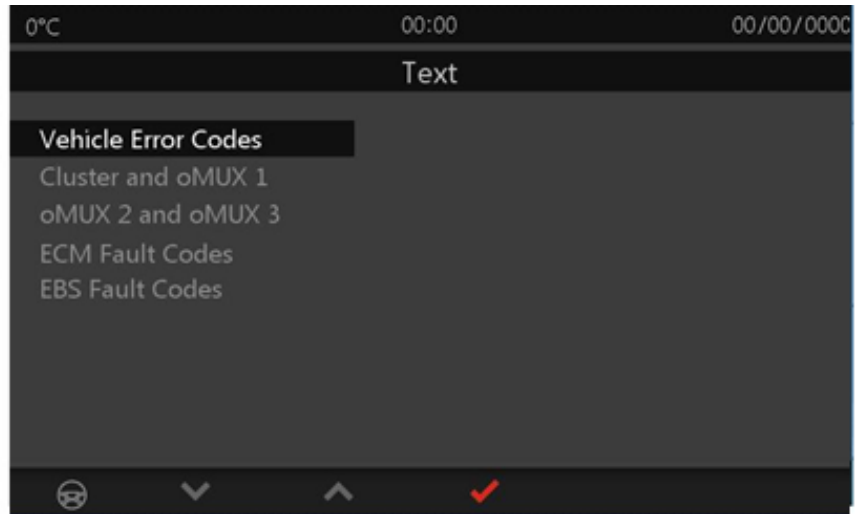 0°C 00:00 00/00/0000
Text
Vehicle Error Codes
Cluster and oMUX 1
oMUX 2 and oMUX 3
ECM Fault Codes
EBS Fault Codes